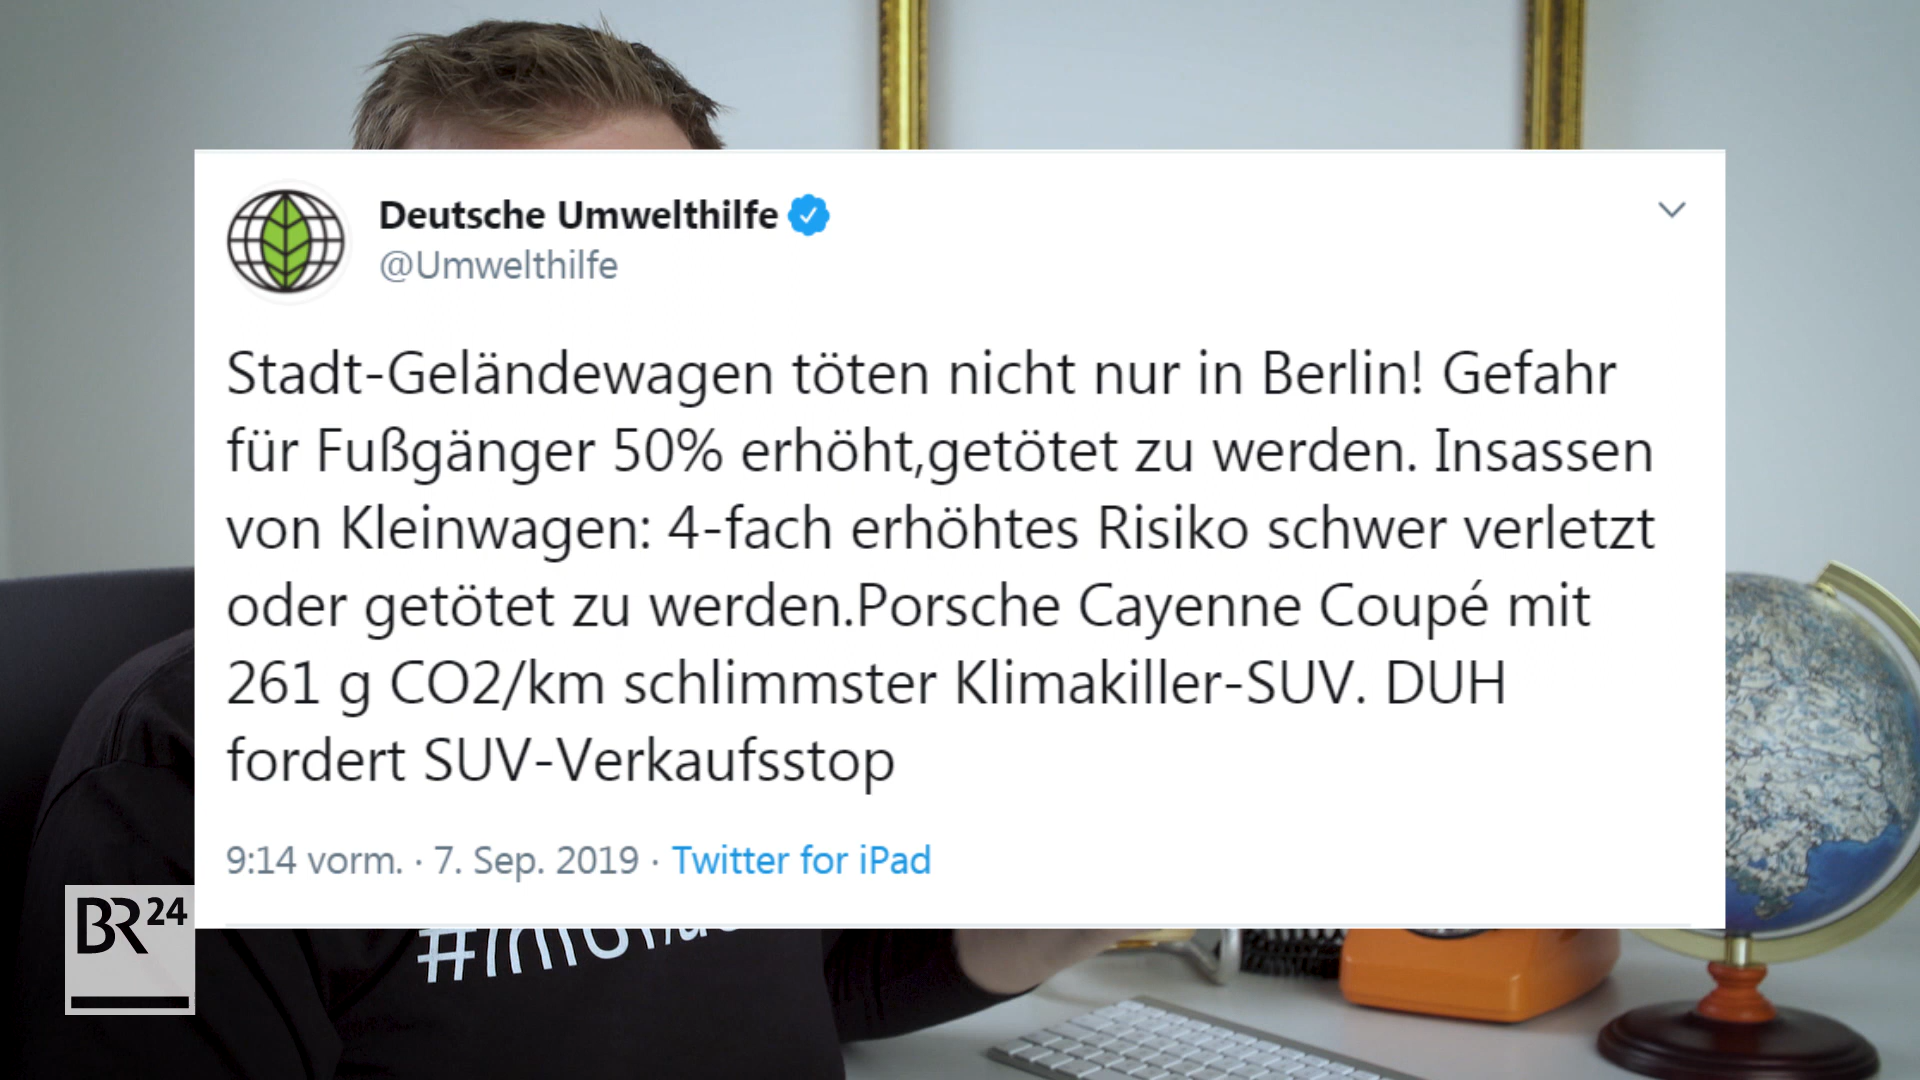 Deutsche Umwelthilfe
@Umwelthilfe
Stadt-Geländewagen töten nicht nur in Berlin! Gefahr
für Fußgänger 50% erhöht,getötet zu werden. Insassen
von Kleinwagen: 4-fach erhöhtes Risiko schwer verletzt
oder getötet zu werden.Porsche Cayenne Coupé mit
261 g CO2/km schlimmster Klimakiller-SUV. DUH
fordert SUV-Verkaufsstop
9:14 vorm. · 7. Sep. 2019 · Twitter for iPad
BR24